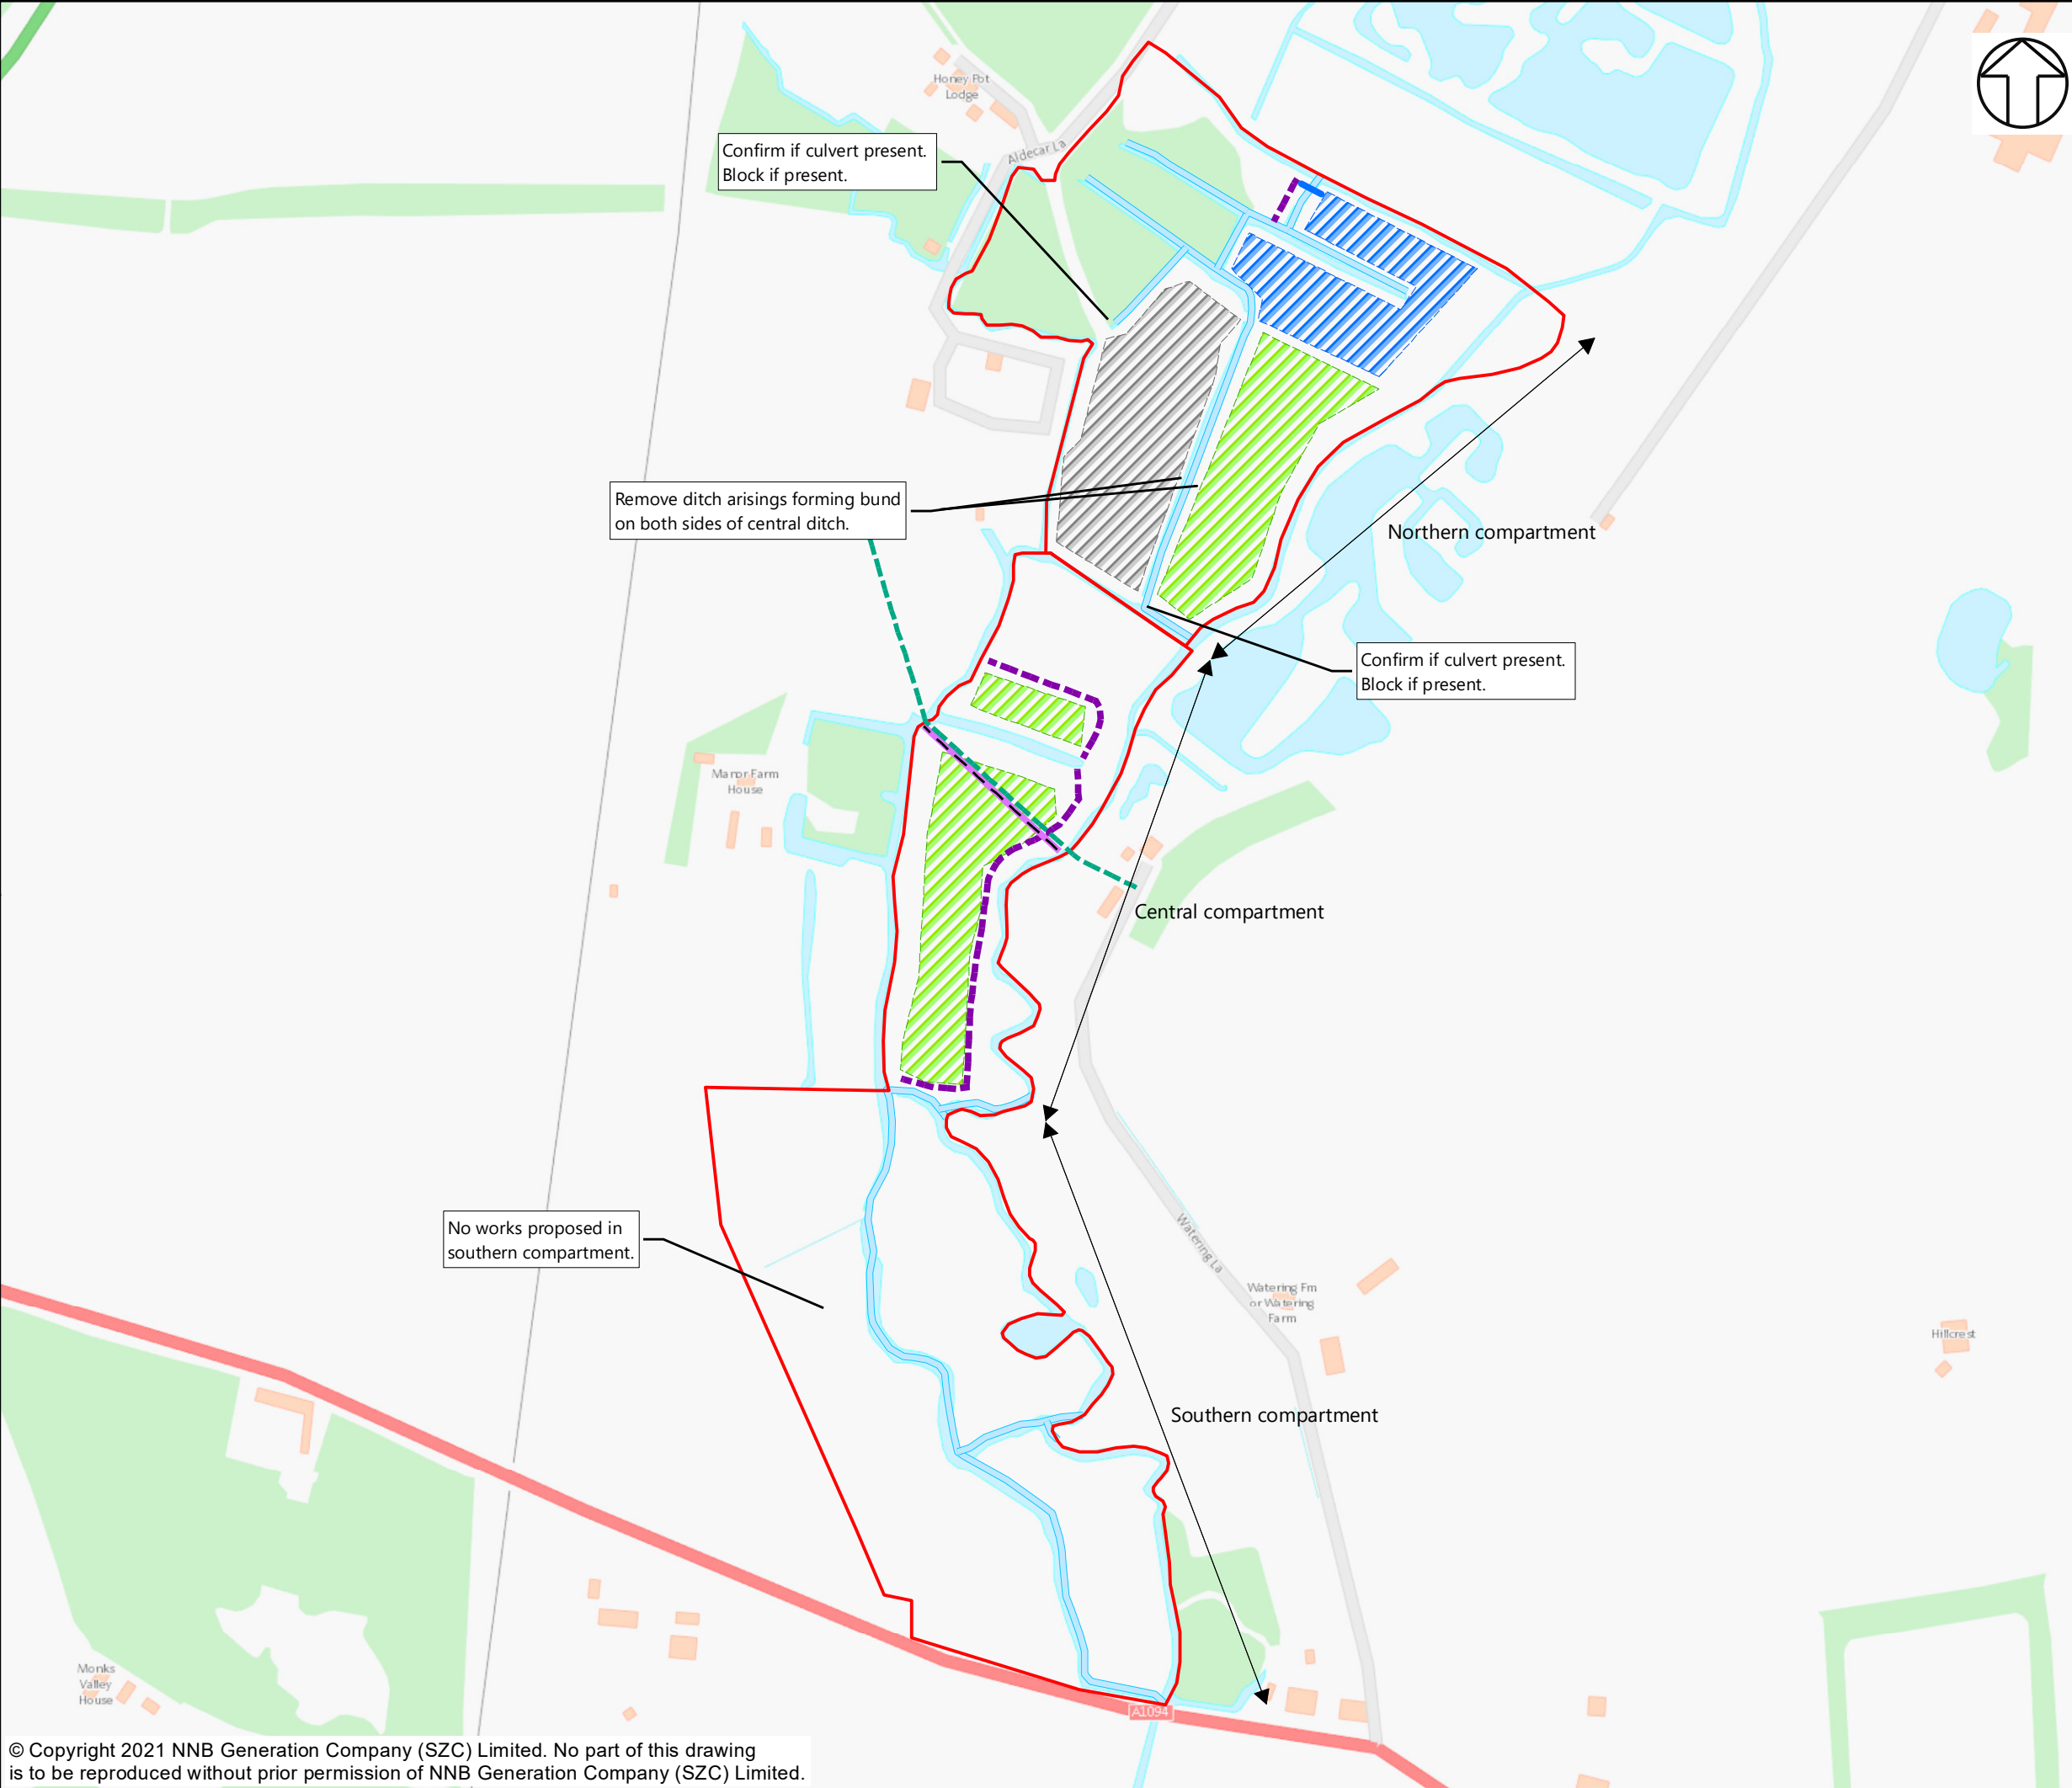 Honey Pot
Lodge
Aldecar La
Confirm if culvert present.
Block if present.
Remove ditch arisings forming bund
on both sides of central ditch.
Northern compartment
Confirm if culvert present.
Block if present.
Manor Farm
House
Central compartment
No works proposed in
southern compartment.
Watering La
Watering Fm
or Watering
Farm
Hillcrest
Southern compartment
Monks
Valley
House
A1094
© Copyright 2021 NNB Generation Company (SZC) Limited. No part of this drawing
is to be reproduced without prior permission of NNB Generation Company (SZC) Limited.